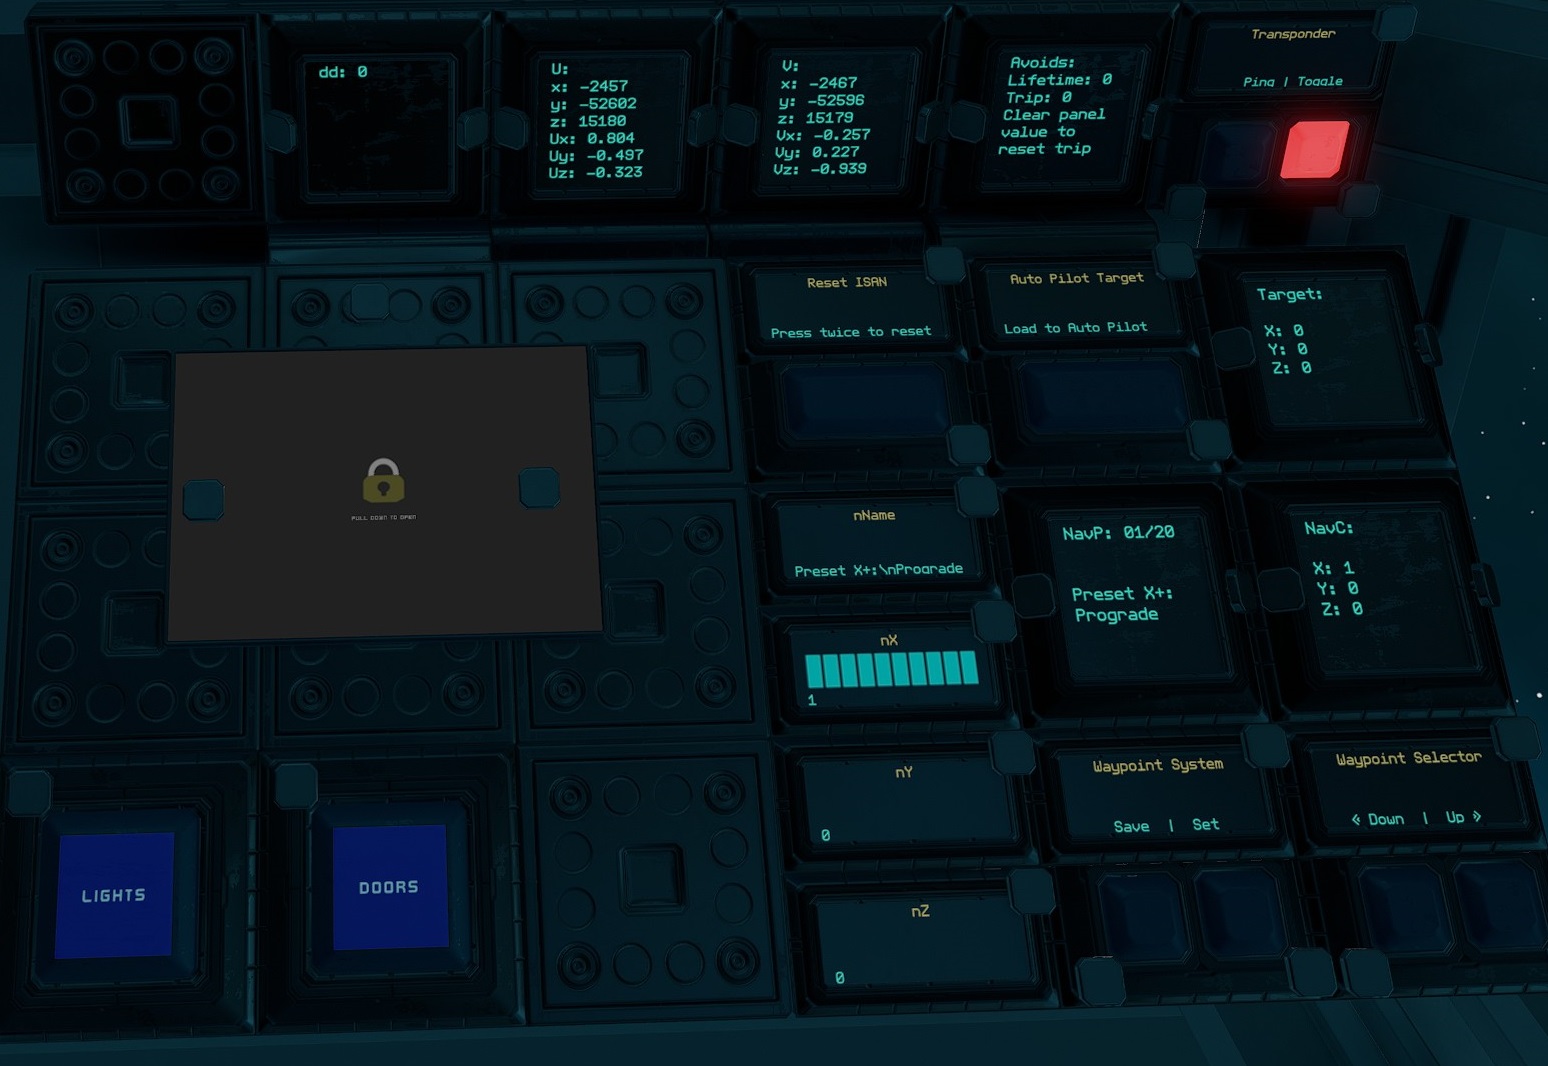 dd: 0
U:
x: -2457
y: -52602
z: 15180
Ux: 0.804
Uy: -0.497
Uz: -0.323
V:
x: -2467
y: -52596
z: 15179
Vx: -0.257
Vy: 0.227
Vz: -0.939
Avoids:
Lifetime: 0
Trip: 0
Clear panel
value to
reset trip
Transponder
Ping | Toggle
Reset ISAN
Press twice to reset
Auto Pilot Target
Load to Auto Pilot
Target:
X: 0
Y: 0
Z: 0
PULL DOWN TO OPEN
nName
Preset X+:\nPrograde
NavP: 01/20
Preset X+:
Prograde
NavC:
X: 1
Y: 0
Z: 0
nX
1
nY
0
Waypoint System
Save | Set
Waypoint Selector
« Down | Up »
nZ
0
LIGHTS
DOORS